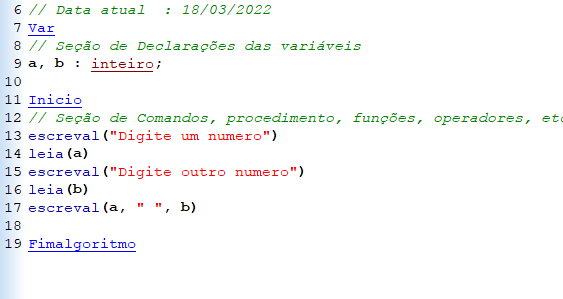 6 // Data atual  : 18/03/2022
7 Var
8 // Seção de Declarações das variáveis
9 a, b : inteiro;
10
11 Inicio
12 // Seção de Comandos, procedimento, funções, operadores, etc
13 escreval("Digite um numero")
14 leia(a)
15 escreval("Digite outro numero")
16 leia(b)
17 escreval(a, " ", b)
18
19 Fimalgoritmo